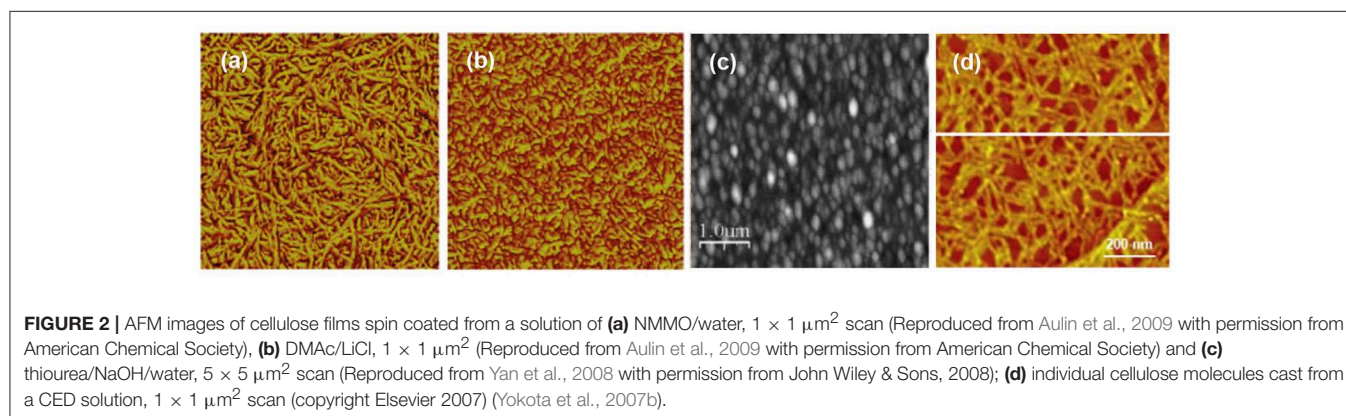 (a) (b) (c) (d)
1.0um
200 nm
FIGURE 2 | AFM images of cellulose films spin coated from a solution of (a) NMMO/water, 1 × 1 μm² scan (Reproduced from Aulin et al., 2009 with permission from
American Chemical Society), (b) DMAc/LiCl, 1 × 1 μm² (Reproduced from Aulin et al., 2009 with permission from American Chemical Society) and (c)
thiourea/NaOH/water, 5 × 5 μm² scan (Reproduced from Yan et al., 2008 with permission from John Wiley & Sons, 2008); (d) individual cellulose molecules cast from
a CED solution, 1 × 1 μm² scan (copyright Elsevier 2007) (Yokota et al., 2007b).